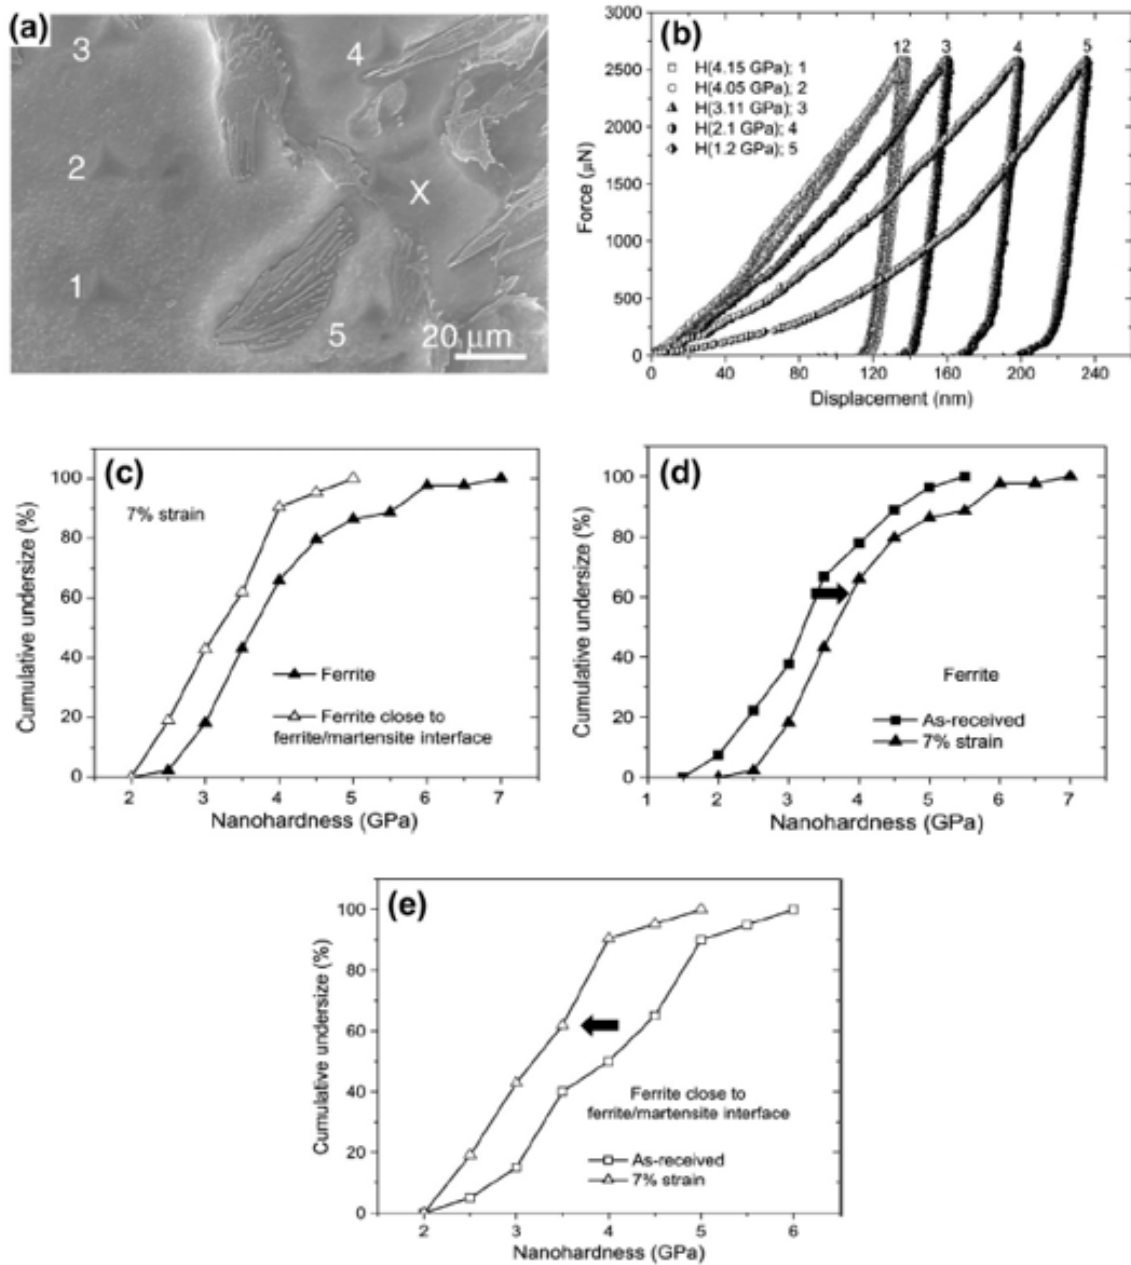 (a)
3
4
2
X
1
5
20 μm
(b)
H(4.15 GPa); 1
H(4.05 GPa); 2
H(3.11 GPa); 3
H(2.1 GPa); 4
H(1.2 GPa); 5
12 3 4 5
Force (μN)
3000
2500
2000
1500
1000
500
0
0 40 80 120 160 200 240
Displacement (nm)
(c)
7% strain
Cumulative undersize (%)
100
80
60
40
20
0
Ferrite
Ferrite close to
ferrite/martensite interface
2 3 4 5 6 7
Nanohardness (GPa)
(d)
Cumulative undersize (%)
100
80
60
40
20
0
Ferrite
As-received
7% strain
1 2 3 4 5 6 7
Nanohardness (GPa)
(e)
Cumulative undersize (%)
100
80
60
40
20
0
Ferrite close to
ferrite/martensite interface
As-received
7% strain
2 3 4 5 6
Nanohardness (GPa)